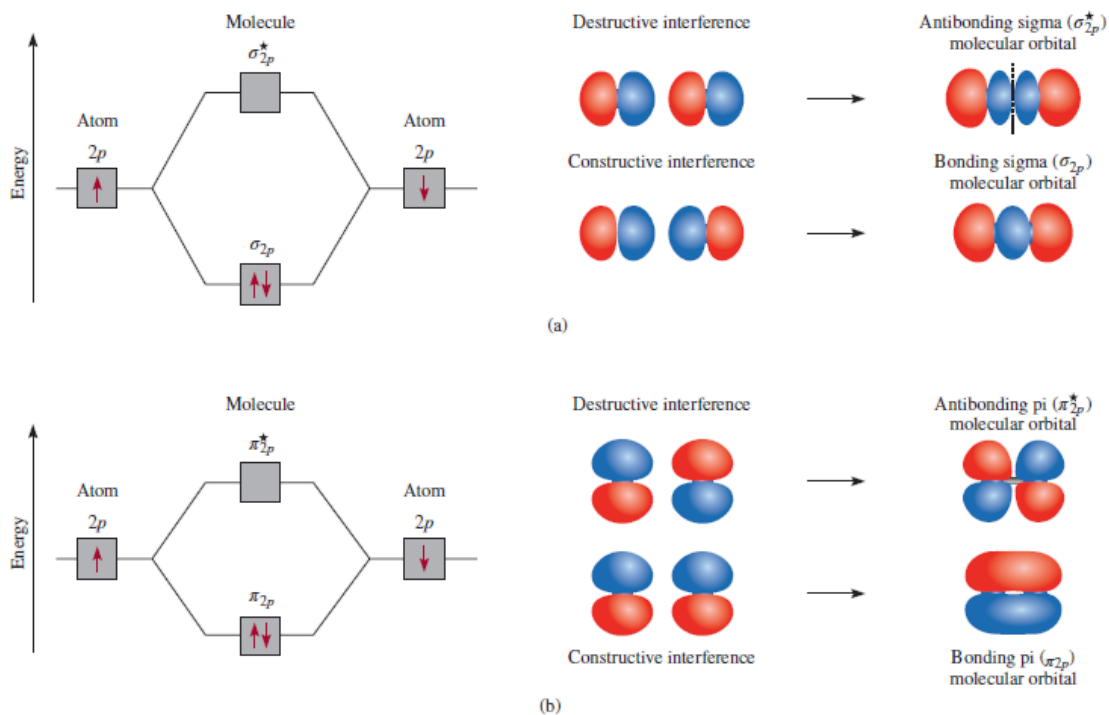 Molecule
Destructive interference
Antibonding sigma (σ★2p)
molecular orbital
σ★2p
Atom
2p
Atom
2p
Energy
Constructive interference
Bonding sigma (σ2p)
molecular orbital
σ2p
(a)
Molecule
Destructive interference
Antibonding pi (π★2p)
molecular orbital
π★2p
Atom
2p
Atom
2p
Energy
π2p
Constructive interference
Bonding pi (π2p)
molecular orbital
(b)